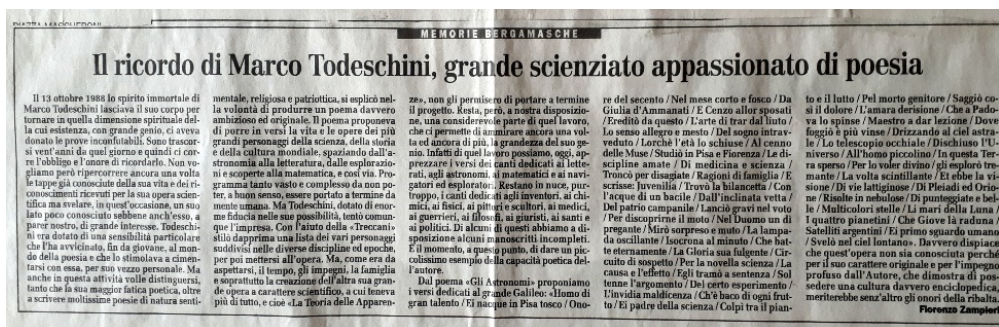 MEMORIE BERGAMASCHE
Il ricordo di Marco Todeschini, grande scienziato appassionato di poesia
Il 13 ottobre 1988 lo spirito immortale di
Marco Todeschini lasciava il suo corpo per
tornare in quella dimensione spirituale del-
la cui esistenza, con grande genio, ci aveva
donato le prove inconfutabili. Sono trascor-
si vent'anni da quel giorno e quindi ci cor-
re l'obbligo e l'onore di ricordarlo. Non vo-
gliamo però ripercorrere ancora una volta
le tappe già conosciute della sua vita e dei ri-
conoscimenti ricevuti per la sua opera scien-
tifica ma svelare, in quest'occasione, un suo
lato poco conosciuto sebbene anch'esso, a
parer nostro, di grande interesse. Todeschi-
ni era dotato di una sensibilità particolare
che l'ha avvicinato, fin da giovane, al mon-
do della poesia e che lo stimolava a cimen-
tarsi con essa, per suo vezzo personale. Ma
anche in questa attività volle distinguersi,
tanto che la sua maggior fatica poetica, oltre
a scrivere moltissime poesie di natura senti-
mentale, religiosa e patriottica, si esplicò nel-
la volontà di produrre un poema davvero
ambizioso ed originale. Il poema proponeva
di porre in versi la vita e le opere dei più
grandi personaggi della scienza, della storia
e della cultura mondiale, spaziando dall'a-
stronomia alla letteratura, dalle esplorazio-
ni e scoperte alla matematica, e così via. Pro-
gramma tanto vasto e complesso da non po-
ter, a buon senso, essere portato a termine da
mente umana. Ma Todeschini, dotato di enor-
me fiducia nelle sue possibilità, tentò comun-
que l'impresa. Con l'aiuto della «Treccani»
stilò dapprima una lista dei vari personaggi
suddivisi nelle diverse discipline ed epoche,
per poi mettersi all'opera. Ma, come era da
aspettarsi, il tempo, gli impegni, la famiglia
e soprattutto la creazione dell'altra sua gran-
de opera a carattere scientifico, a cui teneva
più di tutto, e cioè «La Teoria delle Apparen-
ze», non gli permisero di portare a termine
il progetto. Resta, però, a nostra disposizio-
ne, una considerevole parte di quel lavoro,
che ci permette di ammirare ancora una vol-
ta ed ancora di più, la grandezza del suo ge-
nio. Infatti di quel lavoro possiamo, oggi, ap-
prezzare i versi dei canti dedicati ai lettera-
ti, agli astronomi, ai matematici e ai navi-
gatori ed esploratori. Restano in nuce, pur-
troppo, i canti dedicati agli inventori, ai chi-
mici, ai fisici, ai pittori e scultori, ai medici,
ai guerrieri, ai filosofi, ai giuristi, ai santi e
ai politici. Di alcuni di questi abbiamo a di-
sposizione alcuni manoscritti incompleti.
È il momento, a questo punto, di dare un pic-
colissimo esempio della capacità poetica del-
l'autore.
Dal poema «Gli Astronomi» proponiamo
i versi dedicati al grande Galileo: «Homo di
gran talento / Ei nacque in Pisa tosco / Ono-
re del secento / Nel mese corto e fosco / Da
Giulia d'Ammanati / E Cenzo allor sposati /
Ereditò da questo / L'arte di trar dal liuto /
Lo senso allegro e mesto / Del sogno intra-
veduto / Lorchè l'età lo schiuse / Al cenno
delle Muse / Studiò in Pisa e Fiorenza / Le di-
scipline amate / Di medicina e scienza /
Troncò per disagiate / Ragioni di famiglia / E
scrisse: Juvenilia / Trovò la bilancetta / Con
l'acque di un bacile / Dall'inclinata vetta /
Del patrio campanile / Lanciò gravi nel voto /
Per discoprirne il moto / Nel Duomo un dì
pregante / Mirò sorpreso e muto / La lampa-
da oscillante / Isocrona al minuto / Che bat-
te eternamente / La Gloria sua fulgente / Cir-
cuito di sospetto / Per la novella scienza / La
causa e l'effetto / Egli tramò a sentenza / Sol
tenne l'argomento / Del certo esperimento /
L'invidia maldicenza / Ch'è baco di ogni frut-
to / Ei padre della scienza / Colpì tra il pian-
to e il lutto / Pel morto genitore / Saggiò co-
sì il dolore / L'amara derisione / Che a Pado-
va lo spinse / Maestro a dar lezione / Dove
foggiò e più vinse / Drizzando al ciel astra-
le / Lo telescopio occhiale / Dischiuso l'U-
niverso / All'homo piccolino / In questa Ter-
ra sperso / Po lo voler divino / gli esplorò tre-
mante / La volta scintillante / Et ebbe la vi-
sione / Di vie lattiginose / Di Pleiadi ed Orio-
ne / Risolte in nebulose / Di punteggiate e bel-
le / Multicolori stelle / Li mari della Luna /
I quattro pianetini / Che Giove a sé raduna /
Satelliti argentini / Ei primo sguardo umano
/ Svelò nel ciel lontano». Davvero dispiace
che quest'opera non sia conosciuta perché
per il suo carattere originale e per l'impegno
profuso dall'Autore, che dimostra di pos-
sedere una cultura davvero enciclopedica,
meriterebbe senz'altro gli onori della ribalta.
Florenzo Zampieri